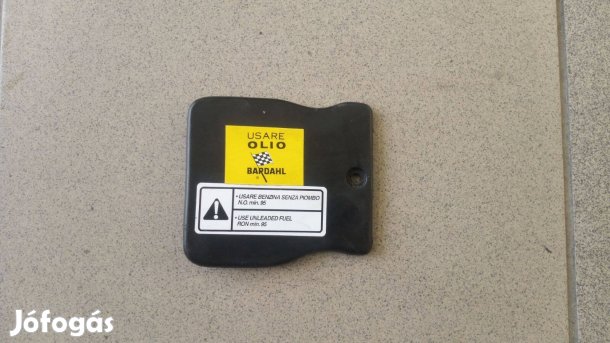 USARE
OLIO
BARDAHL
• USARE BENZINA SENZA PIOMBO
N.O. min. 95
• USE UNLEADED FUEL
RON min. 95
Jófogás